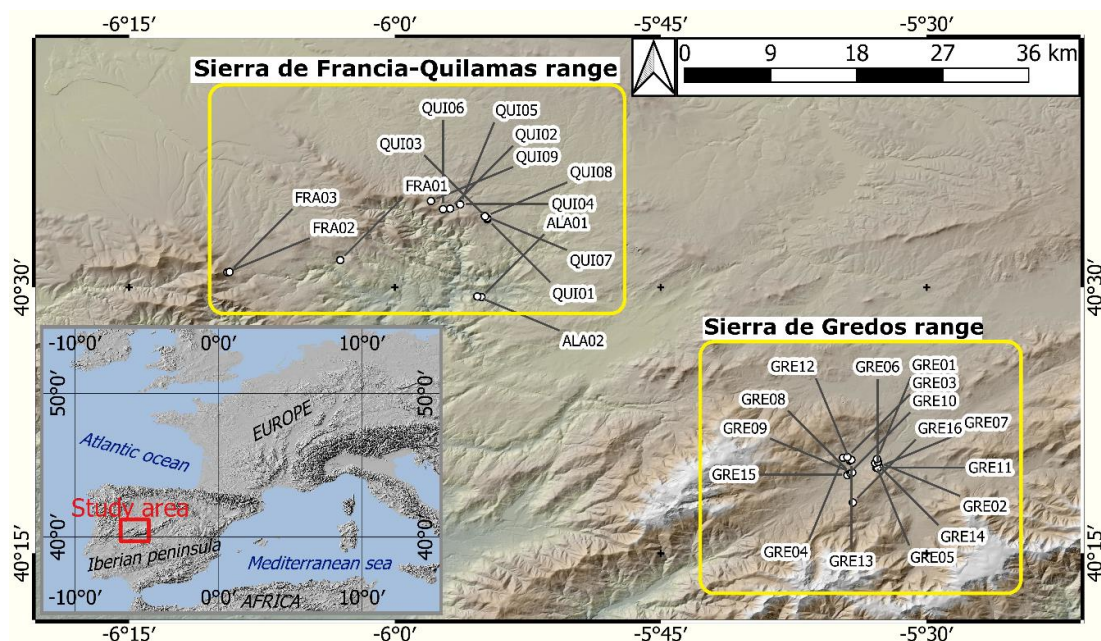 -6°15'
-6°0'
-5°45'
-5°30'
0 9 18 27 36 km
Sierra de Francia-Quilamas range
QUI06
QUI05
QUI03
QUI02
QUI09
QUI08
FRA03
FRA01
QUI04
FRA02
ALA01
QUI07
QUI01
ALA02
40°30'
40°30'
Sierra de Gredos range
GRE12
GRE06
GRE01
GRE03
GRE08
GRE10
GRE07
GRE09
GRE16
GRE15
GRE11
GRE02
GRE14
GRE04
GRE13
GRE05
40°15'
40°15'
-10°0'
0°0'
10°0'
50°0'
50°0'
EUROPE
Atlantic ocean
Study area
40°0'
40°0'
Iberian peninsula
Mediterranean sea
AFRICA
-10°0'
0°0'
10°0'
-6°15'
-6°0'
-5°45'
-5°30'